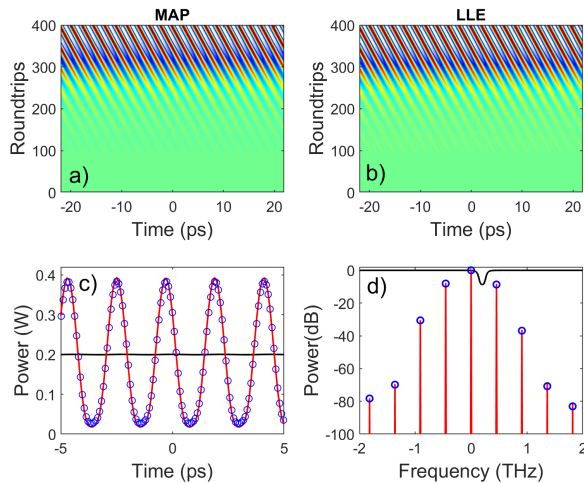 MAP
LLE
400
300
200
100
0
Roundtrips
a)
-20 -10 0 10 20
Time (ps)
400
300
200
100
0
Roundtrips
b)
-20 -10 0 10 20
Time (ps)
0.4
0.3
0.2
0.1
0
Power (W)
c)
-5 0 5
Time (ps)
0
-20
-40
-60
-80
-100
Power(dB)
d)
-2 -1 0 1 2
Frequency (THz)